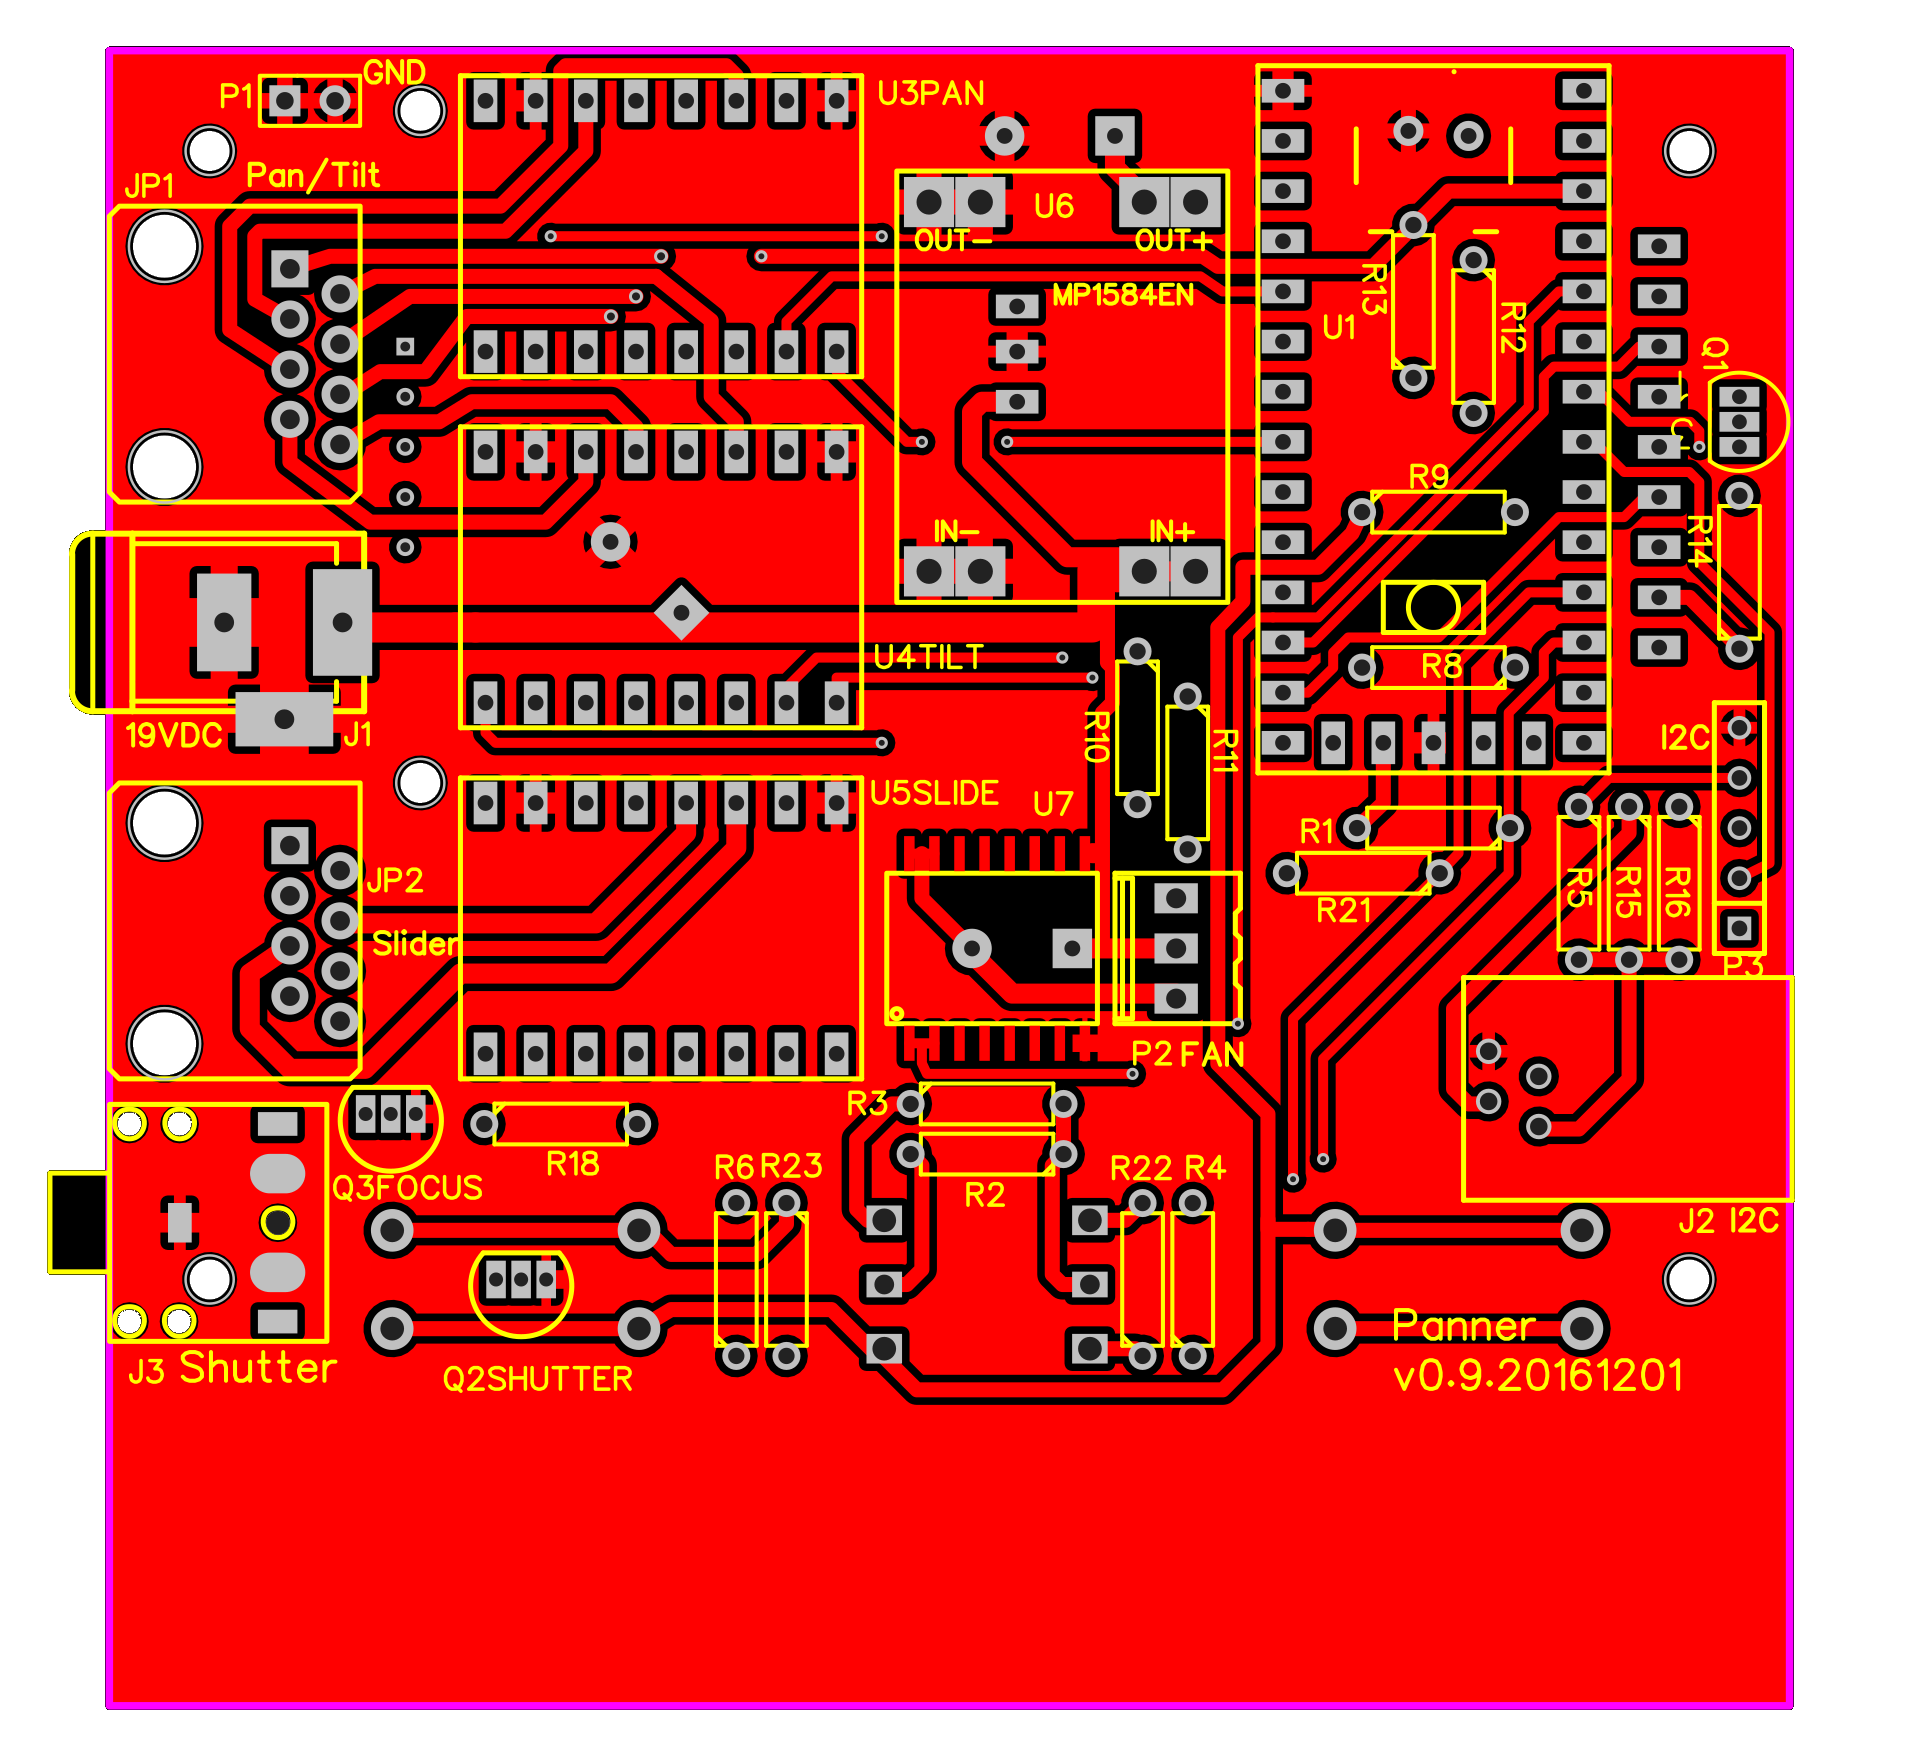 GND
P1
U3PAN
Pan/Tilt
JP1
U6
OUT-
OUT+
MP1584EN
R13
R12
U1
Q1
R9
R14
IN-
IN+
U4TILT
R8
19VDC
J1
R10
R11
I2C
U5SLIDE
U7
R1
JP2
R21
R5
R15
R16
Slider
P3
P2
FAN
R3
R18
R6
R23
R22
R4
Q3FOCUS
R2
J2
I2C
Panner
v0.9.20161201
J3
Shutter
Q2SHUTTER